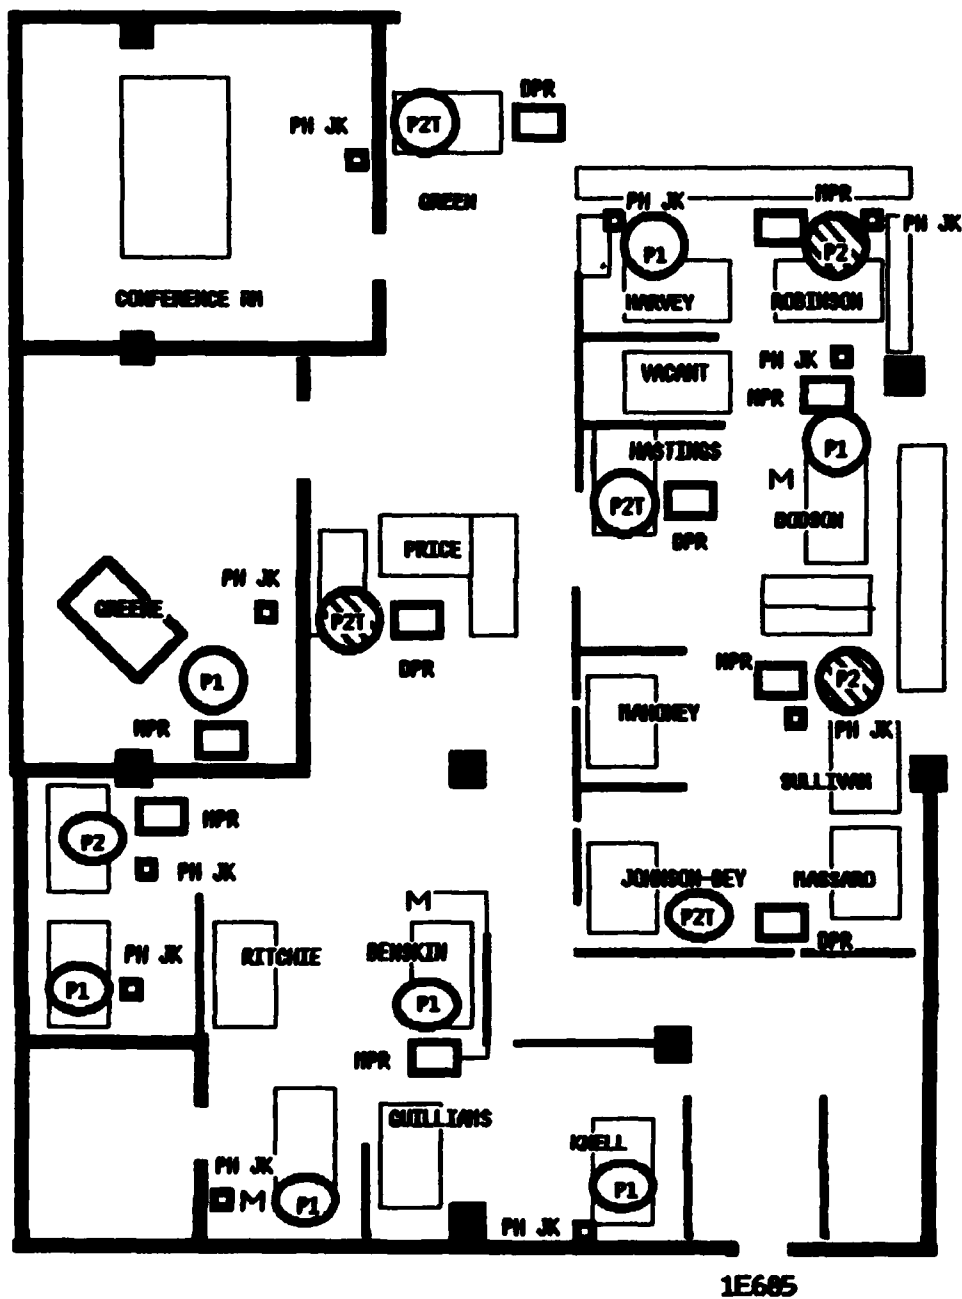 DPR
PH JK
P2T
GREEN
CONFERENCE RM
MPR
PH JK
PH JK
P1
P2
HARVEY
ROBINSON
PH JK
VACANT
MPR
HASTINGS
P1
M
P2T
DODSON
DPR
PRICE
PH JK
GREENE
P2T
DPR
P1
MPR
MPR
P2
MAHONEY
PH JK
SULLIVAN
MPR
P2
PH JK
JOHNSON-DEY
MASSARO
P2T
DPR
M
PH JK
RITCHIE
BENSKIN
P1
P1
MPR
QUILLIAMS
KNELL
PH JK
M
P1
P1
PH JK
1E685